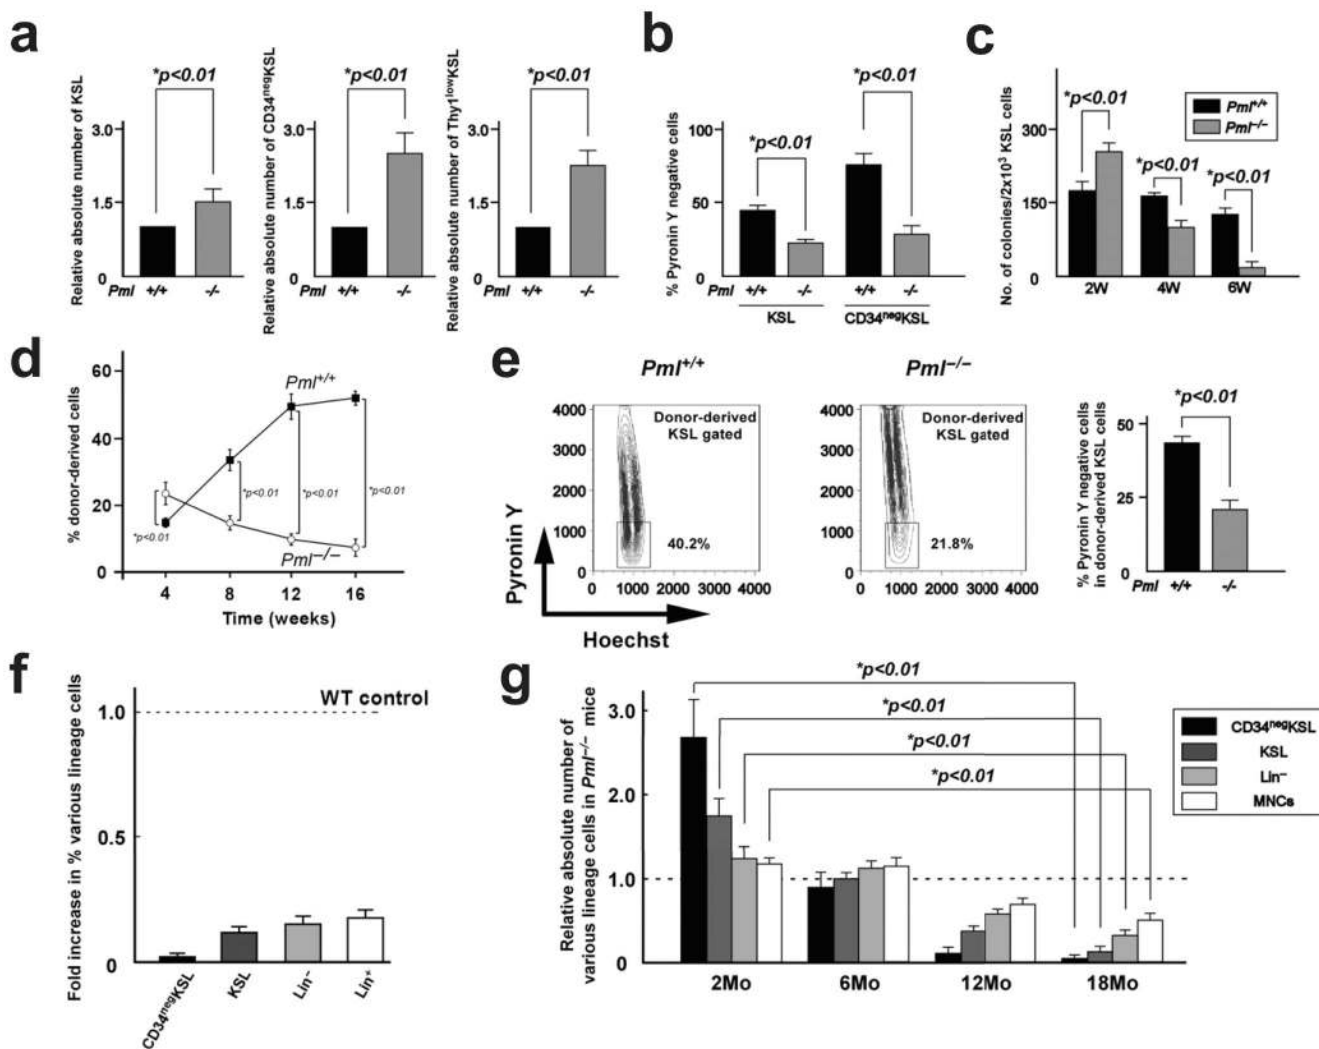 a
Relative absolute number of KSL
3.0
1.5
0
*p<0.01
Pml +/+ -/-
Relative absolute number of CD34negKSL
3.0
1.5
0
*p<0.01
+/+ -/-
Relative absolute number of Thy1lowKSL
3.0
1.5
0
*p<0.01
Pml +/+ -/-
b
% Pyronin Y negative cells
100
50
0
*p<0.01
*p<0.01
Pml +/+ -/- +/+ -/-
KSL CD34negKSL
c
No. of colonies/2x10³ KSL cells
300
150
0
*p<0.01
*p<0.01
*p<0.01
Pml+/+
Pml−/−
2W 4W 6W
d
% donor-derived cells
60
40
20
0
Pml+/+
*p<0.01
*p<0.01
*p<0.01
*p<0.01
Pml−/−
4 8 12 16
Time (weeks)
e
Pml+/+
4000
3000
2000
1000
0
Donor-derived
KSL gated
40.2%
0 1000 2000 3000 4000
Pyronin Y
Hoechst
Pml−/−
4000
3000
2000
1000
0
Donor-derived
KSL gated
21.8%
0 1000 2000 3000 4000
% Pyronin Y negative cells
in donor-derived KSL cells
50
25
0
*p<0.01
Pml +/+ -/-
f
Fold increase in % various lineage cells
1.0
0.5
0
WT control
CD34negKSL
KSL
Lin−
Lin+
g
Relative absolute number of
various lineage cells in Pml−/− mice
3.0
2.0
1.0
0
*p<0.01
*p<0.01
*p<0.01
*p<0.01
CD34negKSL
KSL
Lin−
MNCs
2Mo 6Mo 12Mo 18Mo